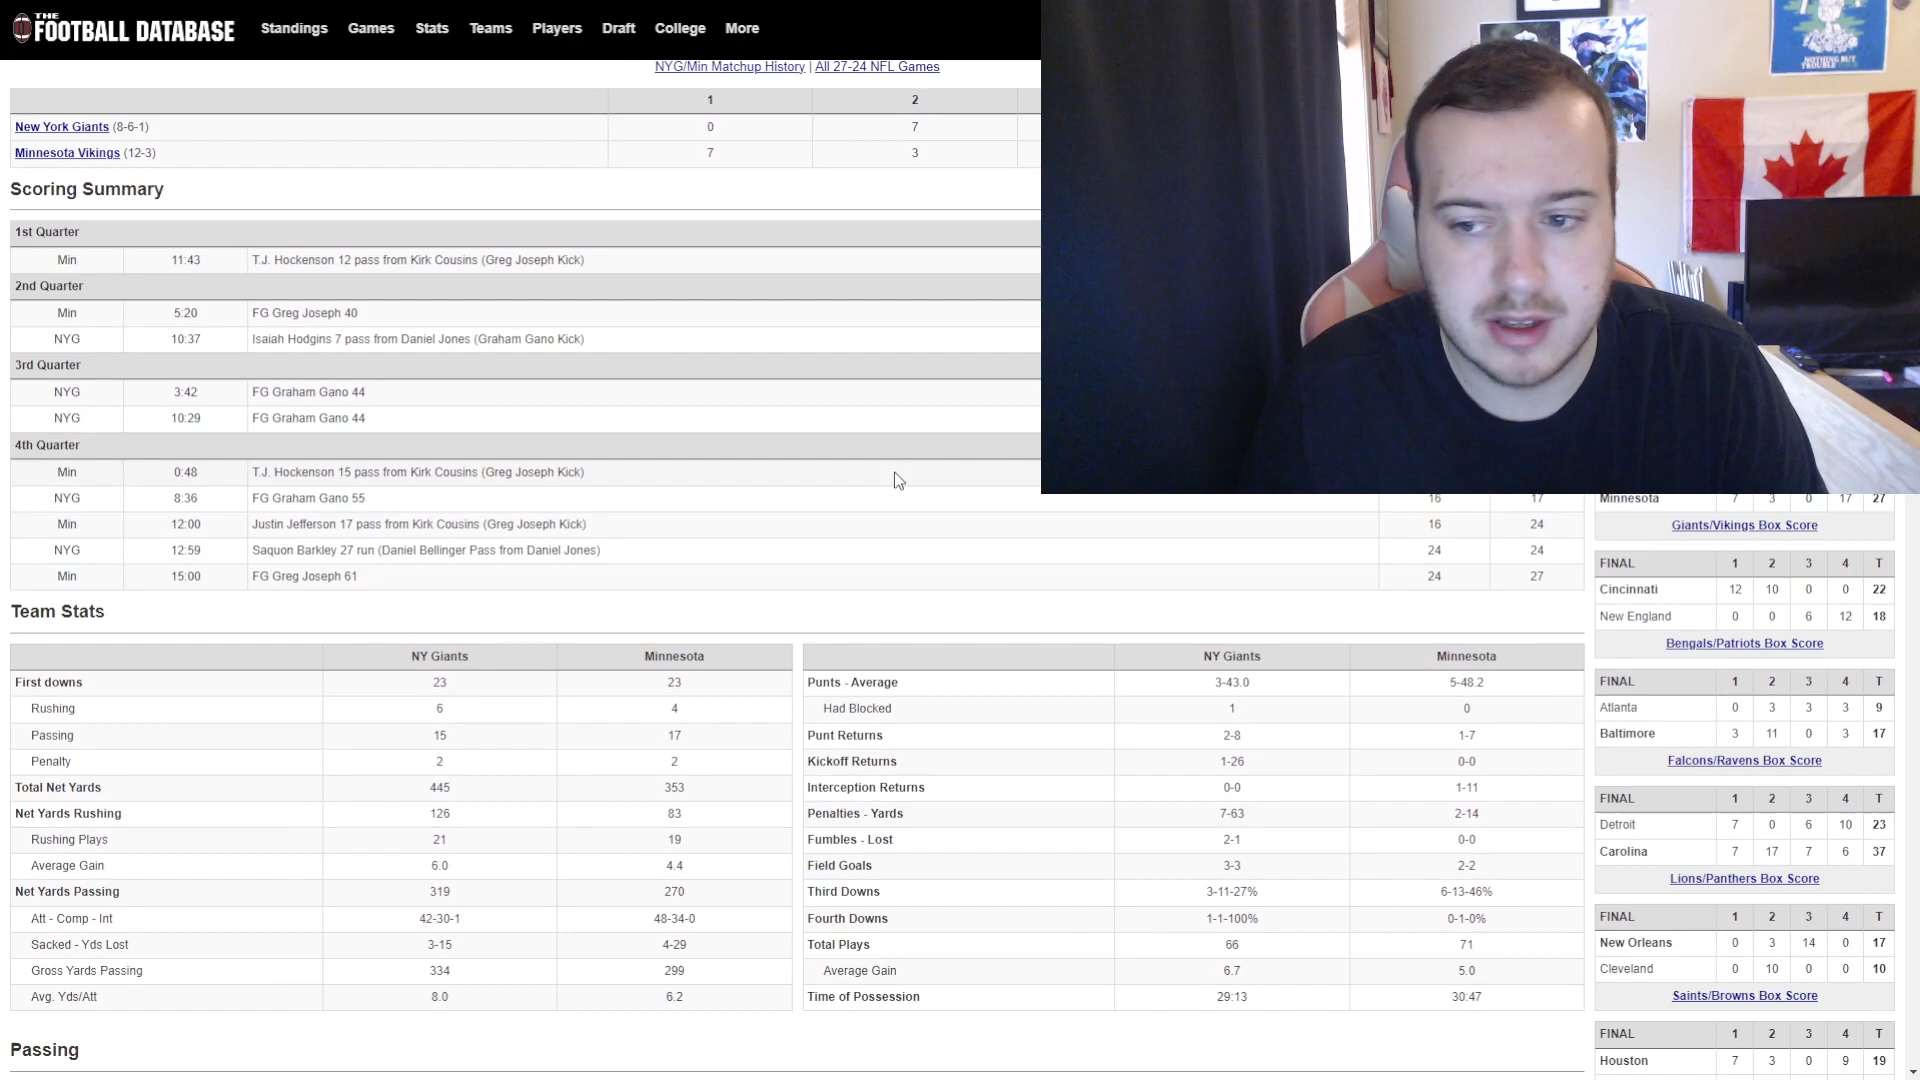 THE
FOOTBALL DATABASE
Standings Games Stats Teams Players Draft College More
NYG/Min Matchup History | All 27-24 NFL Games
1 2
New York Giants (8-6-1) 0 7
Minnesota Vikings (12-3) 7 3
Scoring Summary
1st Quarter
Min 11:43 T.J. Hockenson 12 pass from Kirk Cousins (Greg Joseph Kick)
2nd Quarter
Min 5:20 FG Greg Joseph 40
NYG 10:37 Isaiah Hodgins 7 pass from Daniel Jones (Graham Gano Kick)
3rd Quarter
NYG 3:42 FG Graham Gano 44
NYG 10:29 FG Graham Gano 44
4th Quarter
Min 0:48 T.J. Hockenson 15 pass from Kirk Cousins (Greg Joseph Kick)
NYG 8:36 FG Graham Gano 55 16 17
Min 12:00 Justin Jefferson 17 pass from Kirk Cousins (Greg Joseph Kick) 16 24
NYG 12:59 Saquon Barkley 27 run (Daniel Bellinger Pass from Daniel Jones) 24 24
Min 15:00 FG Greg Joseph 61 24 27
Team Stats
NY Giants Minnesota
First downs 23 23
Rushing 6 4
Passing 15 17
Penalty 2 2
Total Net Yards 445 353
Net Yards Rushing 126 83
Rushing Plays 21 19
Average Gain 6.0 4.4
Net Yards Passing 319 270
Att - Comp - Int 42-30-1 48-34-0
Sacked - Yds Lost 3-15 4-29
Gross Yards Passing 334 299
Avg. Yds/Att 8.0 6.2
NY Giants Minnesota
Punts - Average 3-43.0 5-48.2
Had Blocked 1 0
Punt Returns 2-8 1-7
Kickoff Returns 1-26 0-0
Interception Returns 0-0 1-11
Penalties - Yards 7-63 2-14
Fumbles - Lost 2-1 0-0
Field Goals 3-3 2-2
Third Downs 3-11-27% 6-13-46%
Fourth Downs 1-1-100% 0-1-0%
Total Plays 66 71
Average Gain 6.7 5.0
Time of Possession 29:13 30:47
Passing
NOTHING BUT
TROUBLE
Minnesota 7 3 0 17 27
Giants/Vikings Box Score
FINAL 1 2 3 4 T
Cincinnati 12 10 0 0 22
New England 0 0 6 12 18
Bengals/Patriots Box Score
FINAL 1 2 3 4 T
Atlanta 0 3 3 3 9
Baltimore 3 11 0 3 17
Falcons/Ravens Box Score
FINAL 1 2 3 4 T
Detroit 7 0 6 10 23
Carolina 7 17 7 6 37
Lions/Panthers Box Score
FINAL 1 2 3 4 T
New Orleans 0 3 14 0 17
Cleveland 0 10 0 0 10
Saints/Browns Box Score
FINAL 1 2 3 4 T
Houston 7 3 0 9 19